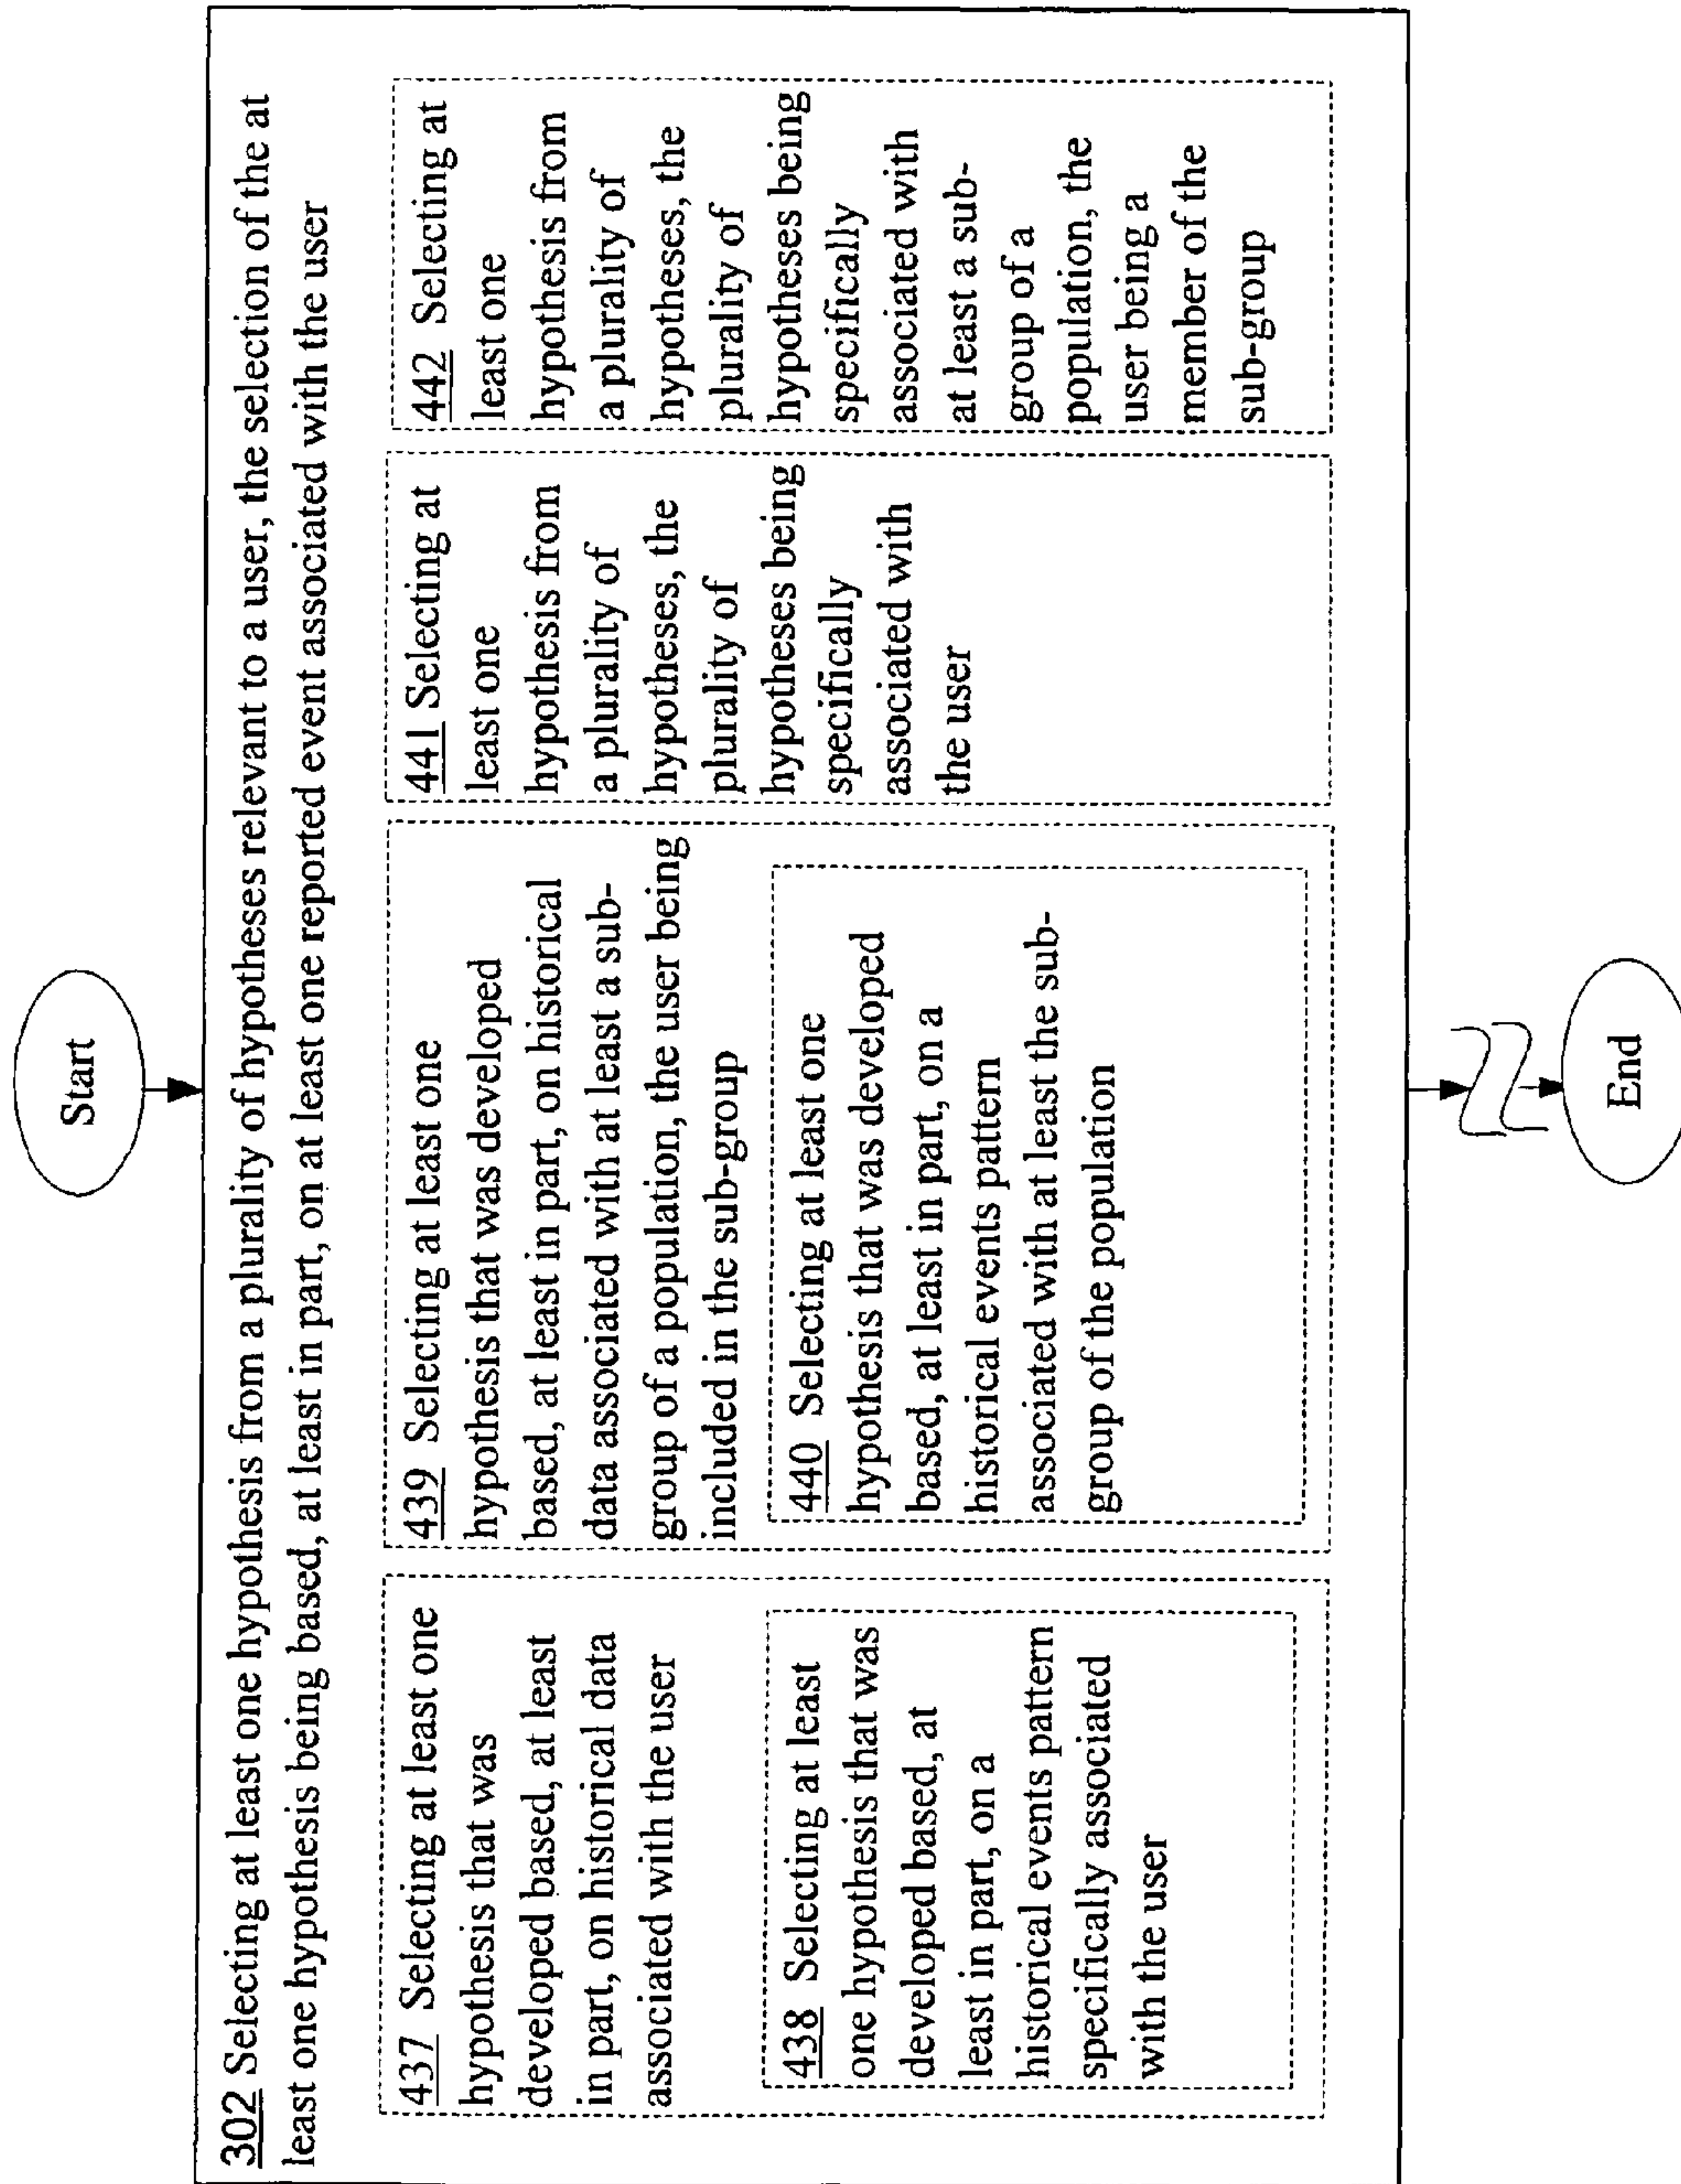 Start
302 Selecting at least one hypothesis from a plurality of hypotheses relevant to a user, the selection of the at
least one hypothesis being based, at least in part, on at least one reported event associated with the user
437 Selecting at least one
hypothesis that was
developed based, at least
in part, on historical data
associated with the user
438 Selecting at least
one hypothesis that was
developed based, at
least in part, on a
historical events pattern
specifically associated
with the user
439 Selecting at least one
hypothesis that was developed
based, at least in part, on historical
data associated with at least a sub-
group of a population, the user being
included in the sub-group
440 Selecting at least one
hypothesis that was developed
based, at least in part, on a
historical events pattern
associated with at least the sub-
group of the population
441 Selecting at
least one
hypothesis from
a plurality of
hypotheses, the
plurality of
hypotheses being
specifically
associated with
the user
442 Selecting at
least one
hypothesis from
a plurality of
hypotheses, the
plurality of
hypotheses being
specifically
associated with
at least a sub-
group of a
population, the
user being a
member of the
sub-group
End